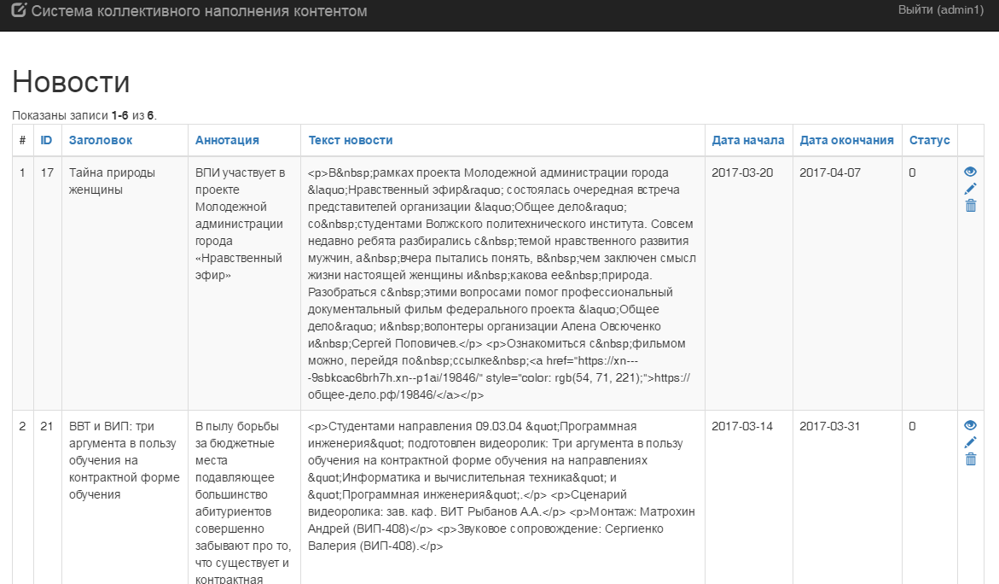 Система коллективного наполнения контентом
Выйти (admin1)
Новости
Показаны записи 1-6 из 6.
# ID Заголовок Аннотация Текст новости Дата начала Дата окончания Статус
1
17
Тайна природы
женщины
ВПИ участвует в
проекте
Молодежной
администрации
города
«Нравственный
эфир»
<p>В&nbsp;рамках проекта Молодежной администрации города
&laquo;Нравственный эфир&raquo; состоялась очередная встреча
представителей организации &laquo;Общее дело&raquo;
со&nbsp;студентами Волжского политехнического института. Совсем
недавно ребята разбирались с&nbsp;темой нравственного развития
мужчин, а&nbsp;вчера пытались понять, в&nbsp;чем заключен смысл
жизни настоящей женщины и&nbsp;какова ее&nbsp;природа.
Разобраться с&nbsp;этими вопросами помог профессиональный
документальный фильм федерального проекта &laquo;Общее
дело&raquo; и&nbsp;волонтеры организации Алена Овсюченко
и&nbsp;Сергей Поповичев.</p> <p>Ознакомиться с&nbsp;фильмом
можно, перейдя по&nbsp;ссылке&nbsp;<a href="https://xn---
-9sbkcac6brh7h.xn--p1ai/19846/" style="color: rgb(54, 71, 221);">https://
общее-дело.рф/19846/</a></p>
2017-03-20
2017-04-07
0
2
21
ВВТ и ВИП: три
аргумента в пользу
обучения на
контрактной форме
обучения
В пылу борьбы
за бюджетные
места
подавляющее
большинство
абитуриентов
совершенно
забывают про то,
что существует и
контрактная
<p>Студентами направления 09.03.04 &quot;Программная
инженерия&quot; подготовлен видеоролик: Три аргумента в пользу
обучения на контрактной форме обучения на направлениях
&quot;Информатика и вычислительная техника&quot; и
&quot;Программная инженерия&quot;.</p> <p>Сценарий
видеоролика: зав. каф. ВИТ Рыбанов А.А.</p> <p>Монтаж: Матрохин
Андрей (ВИП-408)</p> <p>Звуковое сопровождение: Сергиенко
Валерия (ВИП-408).</p>
2017-03-14
2017-03-31
0